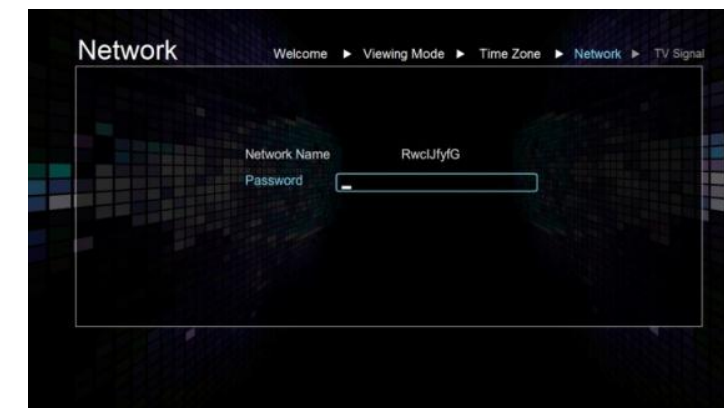 Network
Welcome ► Viewing Mode ► Time Zone ► Network ► TV Signal
Network Name RwclJfyfG
Password